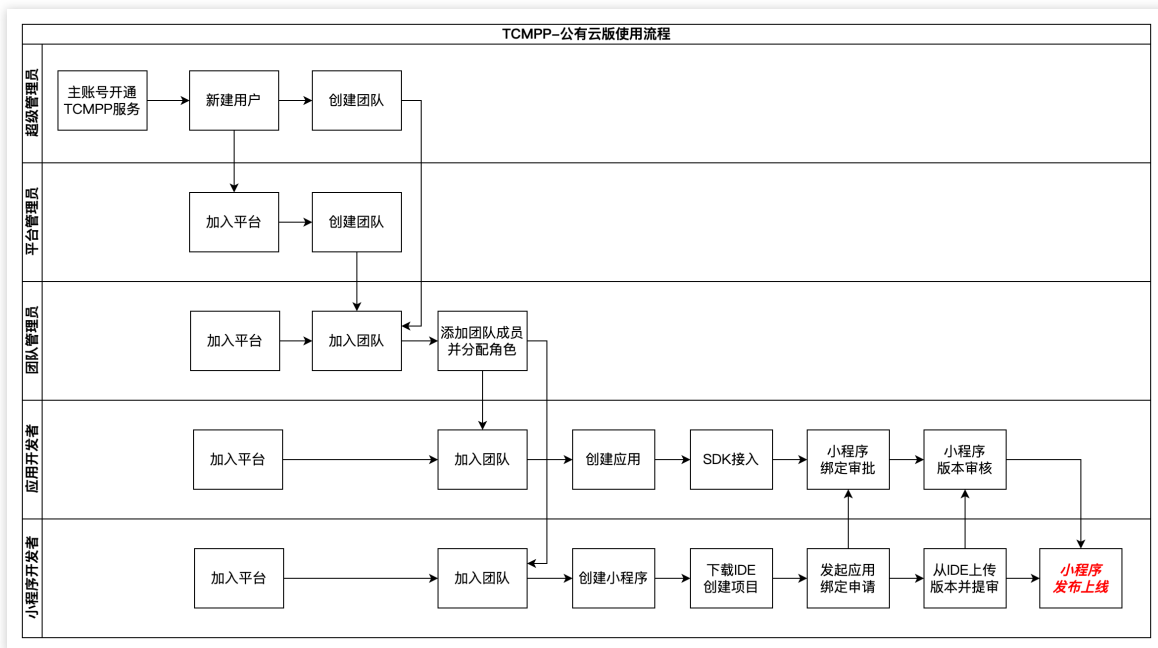 TCMPP-公有云版使用流程
超级管理员
主账号开通
TCMPP服务
新建用户
创建团队
平台管理员
加入平台
创建团队
团队管理员
加入平台
加入团队
添加团队成员
并分配角色
应用开发者
加入平台
加入团队
创建应用
SDK接入
小程序
绑定审批
小程序
版本审核
小程序开发者
加入平台
加入团队
创建小程序
下载IDE
创建项目
发起应用
绑定申请
从IDE上传
版本并提审
小程序
发布上线